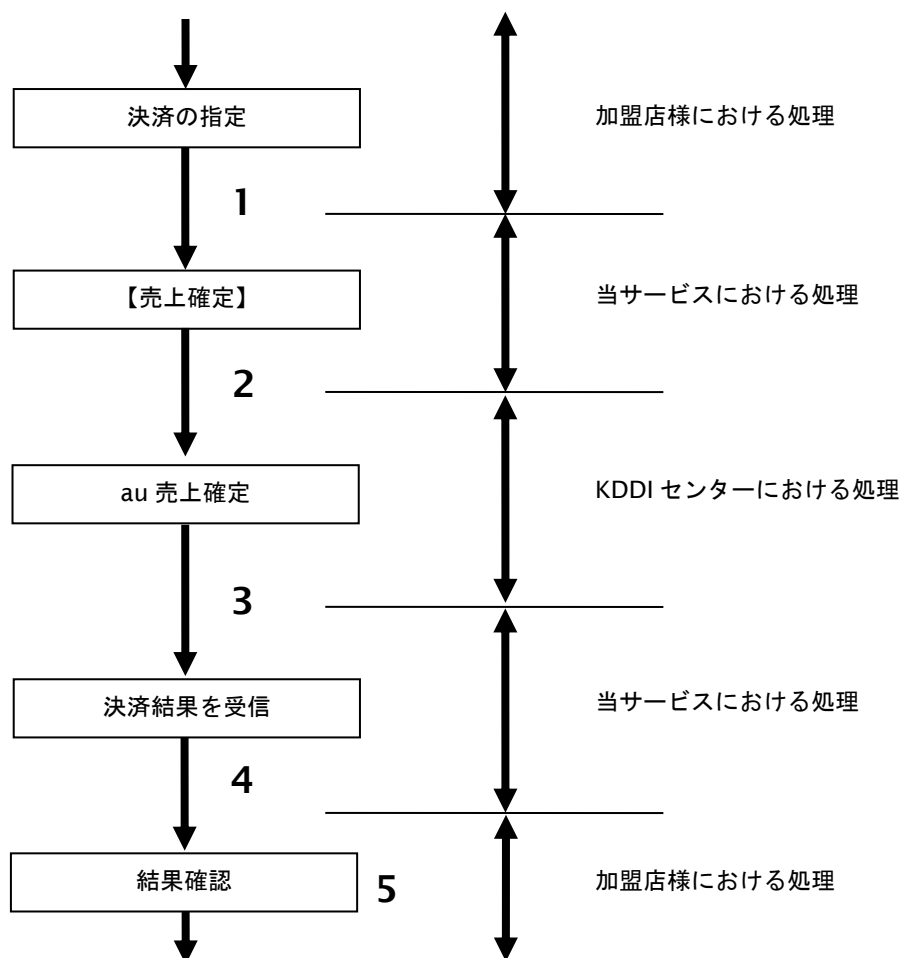 決済の指定
加盟店様における処理
1
【売上確定】
当サービスにおける処理
2
au 売上確定
KDDI センターにおける処理
3
決済結果を受信
当サービスにおける処理
4
結果確認
5
加盟店様における処理